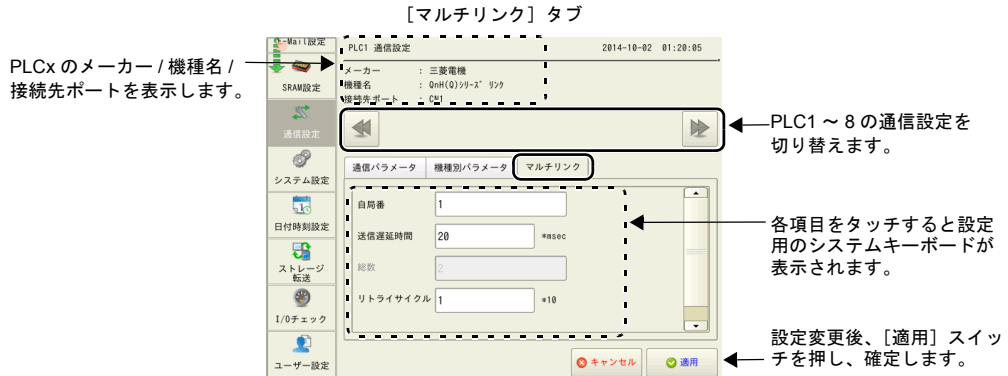 ［マルチリンク］タブ
PLCx のメーカー / 機種名 /
接続先ポートを表示します。
-Mail設定
SRAM設定
通信設定
システム設定
日付時刻設定
ストレージ
転送
I/Oチェック
ユーザー設定
PLC1 通信設定
2014-10-02 01:20:05
メーカー : 三菱電機
機種名 : QnH(Q)ｼﾘｰｽﾞ ﾘﾝｸ
接続先ポート : CN1
PLC1 ～ 8 の通信設定を
切り替えます。
通信パラメータ 機種別パラメータ マルチリンク
自局番 1
送信遅延時間 20 *msec
総数 2
リトライサイクル 1 *10
各項目をタッチすると設定
用のシステムキーボードが
表示されます。
キャンセル 適用
設定変更後、［適用］スイッ
チを押し、確定します。